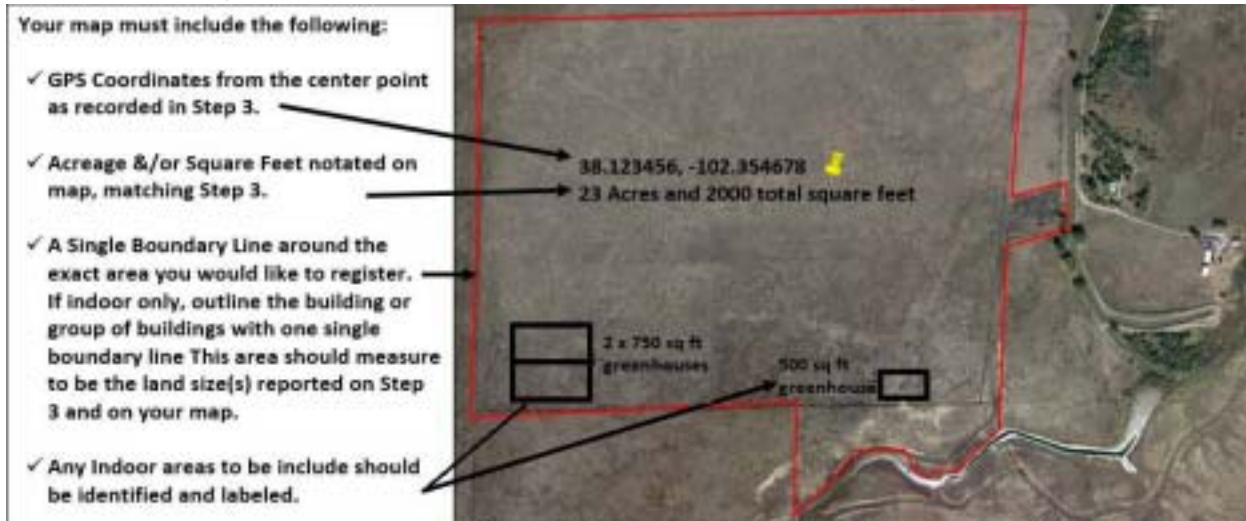 Your map must include the following:
✓ GPS Coordinates from the center point
as recorded in Step 3.
✓ Acreage &/or Square Feet notated on
map, matching Step 3.
✓ A Single Boundary Line around the
exact area you would like to register.
If indoor only, outline the building or
group of buildings with one single
boundary line This area should measure
to be the land size(s) reported on Step
3 and on your map.
✓ Any Indoor areas to be include should
be identified and labeled.
38.123456, -102.354678
23 Acres and 2000 total square feet
2 x 750 sq ft
greenhouses
500 sq ft
greenhouse